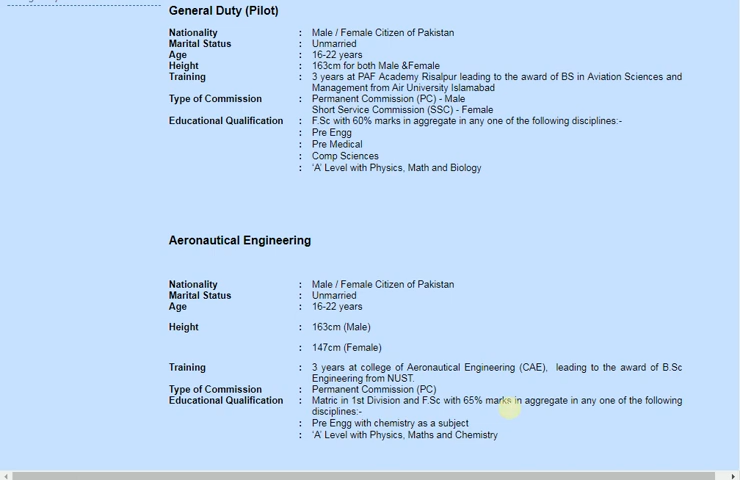 General Duty (Pilot)
Nationality : Male / Female Citizen of Pakistan
Marital Status : Unmarried
Age : 16-22 years
Height : 163cm for both Male &Female
Training : 3 years at PAF Academy Risalpur leading to the award of BS in Aviation Sciences and
Management from Air University Islamabad
Type of Commission : Permanent Commission (PC) - Male
Short Service Commission (SSC) - Female
Educational Qualification : F.Sc with 60% marks in aggregate in any one of the following disciplines:-
: Pre Engg
: Pre Medical
: Comp Sciences
: 'A' Level with Physics, Math and Biology
Aeronautical Engineering
Nationality : Male / Female Citizen of Pakistan
Marital Status : Unmarried
Age : 16-22 years
Height : 163cm (Male)
: 147cm (Female)
Training : 3 years at college of Aeronautical Engineering (CAE), leading to the award of B.Sc
Engineering from NUST.
Type of Commission : Permanent Commission (PC)
Educational Qualification : Matric in 1st Division and F.Sc with 65% marks in aggregate in any one of the following
disciplines:-
: Pre Engg with chemistry as a subject
: 'A' Level with Physics, Maths and Chemistry